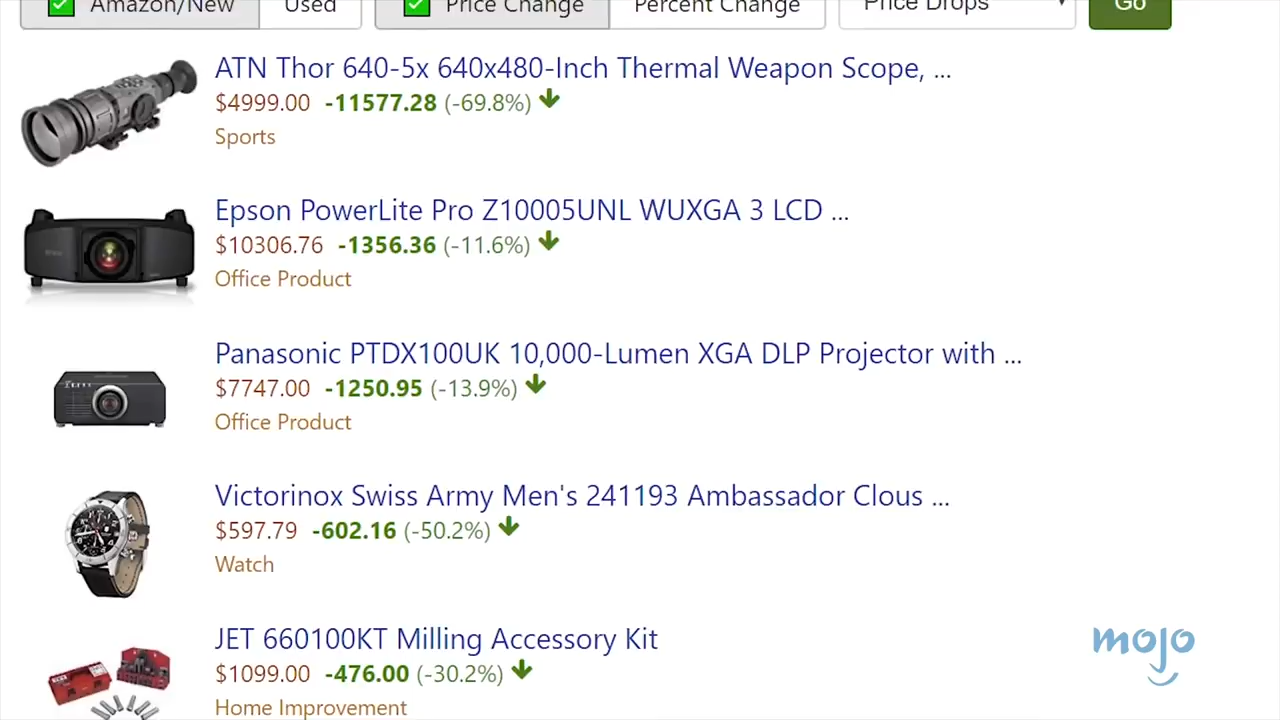 Amazon/New Used Price Change Percent Change Price Drops Go
ATN Thor 640-5x 640x480-Inch Thermal Weapon Scope, ...
$4999.00 -11577.28 (-69.8%)
Sports
Epson PowerLite Pro Z10005UNL WUXGA 3 LCD ...
$10306.76 -1356.36 (-11.6%)
Office Product
Panasonic PTDX100UK 10,000-Lumen XGA DLP Projector with ...
$7747.00 -1250.95 (-13.9%)
Office Product
Victorinox Swiss Army Men's 241193 Ambassador Clous ...
$597.79 -602.16 (-50.2%)
Watch
JET 660100KT Milling Accessory Kit
$1099.00 -476.00 (-30.2%)
Home Improvement
mojo